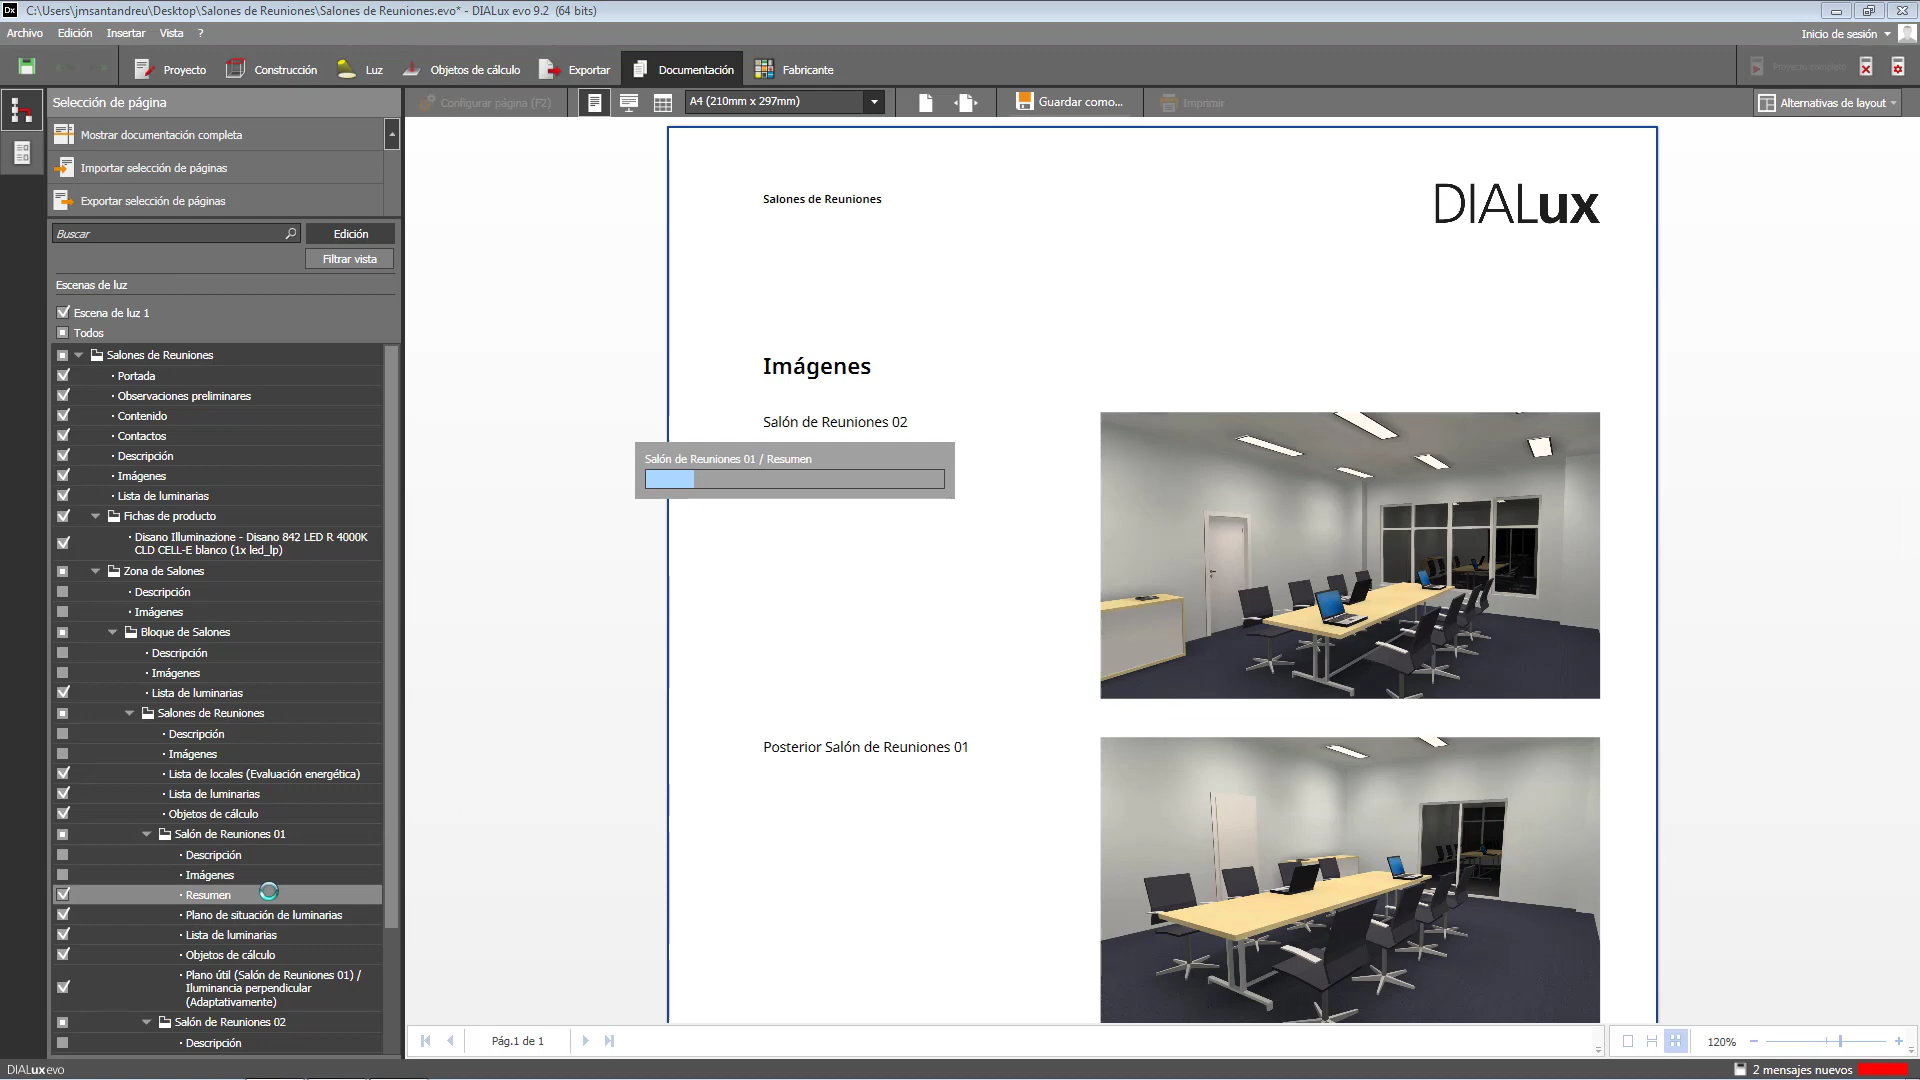 Dx C:\Users\jmsantandreu\Desktop\Salones de Reuniones\Salones de Reuniones.evo* - DIALux evo 9.2 (64 bits)
Archivo Edición Insertar Vista ? Inicio de sesión
Proyecto Construcción Luz Objetos de cálculo Exportar Documentación Fabricante Proyecto completo
Selección de página
Configurar página (F2) A4 (210mm x 297mm) Guardar como... Imprimir Alternativas de layout
Mostrar documentación completa
Importar selección de páginas
Exportar selección de páginas
Buscar Edición
Filtrar vista
Escenas de luz
Escena de luz 1
Todos
Salones de Reuniones
· Portada
· Observaciones preliminares
· Contenido
· Contactos
· Descripción
· Imágenes
· Lista de luminarias
Fichas de producto
· Disano Illuminazione - Disano 842 LED R 4000K
CLD CELL-E blanco (1x led_lp)
Zona de Salones
· Descripción
· Imágenes
Bloque de Salones
· Descripción
· Imágenes
· Lista de luminarias
Salones de Reuniones
· Descripción
· Imágenes
· Lista de locales (Evaluación energética)
· Lista de luminarias
· Objetos de cálculo
Salón de Reuniones 01
· Descripción
· Imágenes
· Resumen
· Plano de situación de luminarias
· Lista de luminarias
· Objetos de cálculo
· Plano útil (Salón de Reuniones 01) /
Iluminancia perpendicular
(Adaptativamente)
Salón de Reuniones 02
· Descripción
Salones de Reuniones
DIALux
Imágenes
Salón de Reuniones 02
Salón de Reuniones 01 / Resumen
Posterior Salón de Reuniones 01
Pág.1 de 1 120%
DIALux evo 2 mensajes nuevos